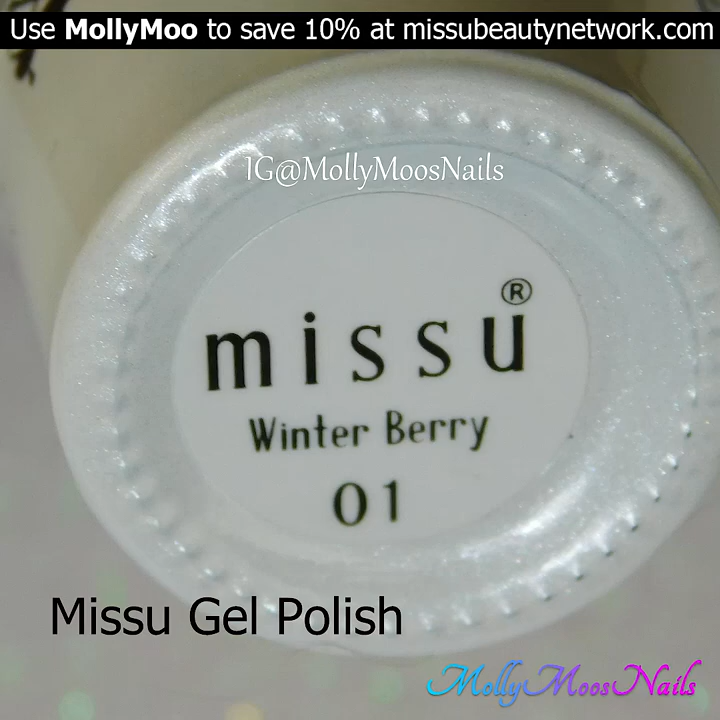 Use MollyMoo to save 10% at missubeautynetwork.com
IG@MollyMoosNails
missu®
Winter Berry
01
Missu Gel Polish
MollyMoosNails